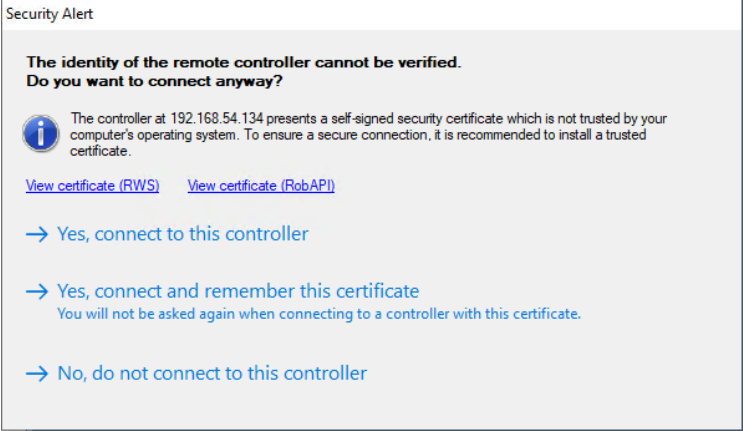 Security Alert
The identity of the remote controller cannot be verified.
Do you want to connect anyway?
The controller at 192.168.54.134 presents a self-signed security certificate which is not trusted by your
computer's operating system. To ensure a secure connection, it is recommended to install a trusted
certificate.
View certificate (RWS) View certificate (RobAPI)
Yes, connect to this controller
Yes, connect and remember this certificate
You will not be asked again when connecting to a controller with this certificate.
No, do not connect to this controller